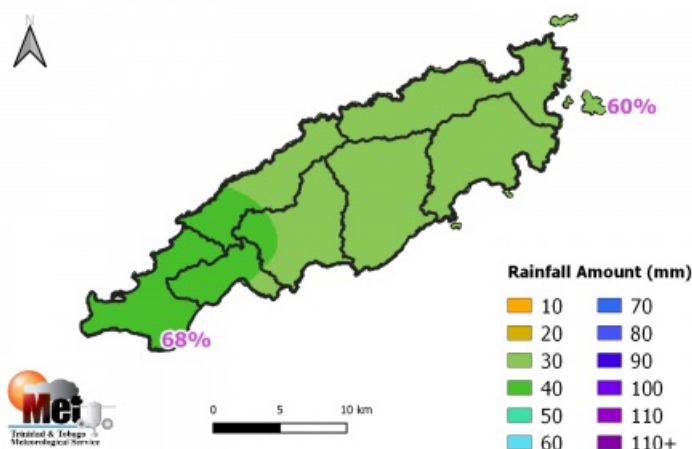 N
60%
68%
Rainfall Amount (mm)
10 70
20 80
30 90
40 100
50 110
60 110+
0 5 10 km
Met
Trinidad & Tobago
Meteorological Service